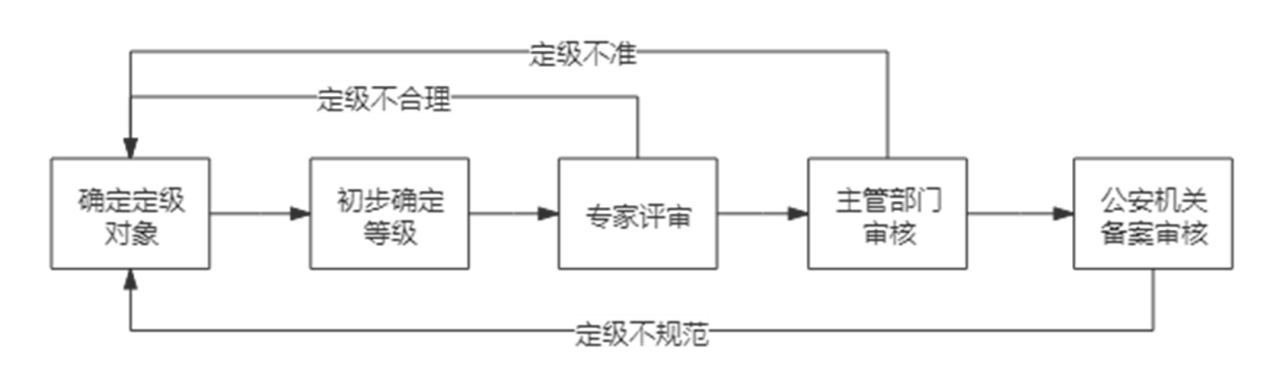 定级不准
定级不合理
确定定级
对象
初步确定
等级
专家评审
主管部门
审核
公安机关
备案审核
定级不规范